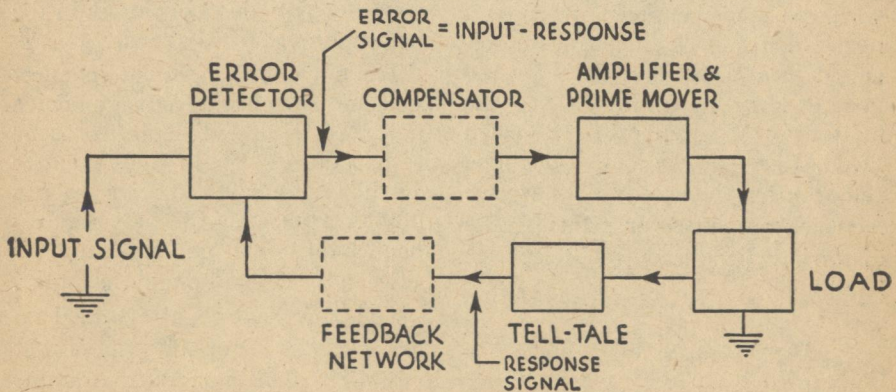 ERROR
SIGNAL = INPUT - RESPONSE
ERROR
DETECTOR
COMPENSATOR
AMPLIFIER &
PRIME MOVER
INPUT SIGNAL
LOAD
FEEDBACK
NETWORK
TELL-TALE
RESPONSE
SIGNAL